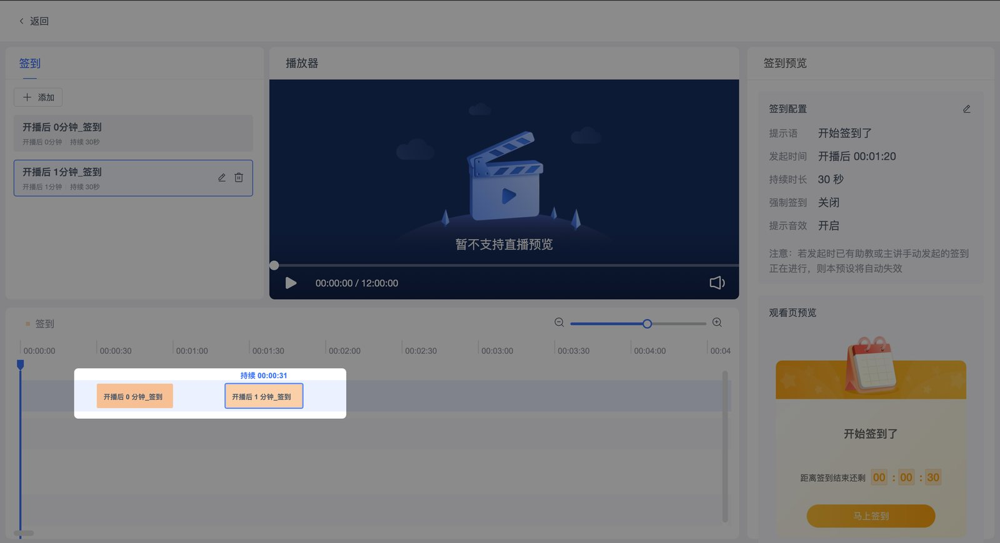 返回
签到
添加
开播后 0分钟_签到
开播后 0分钟 持续 30秒
开播后 1分钟_签到
开播后 1分钟 持续 30秒
播放器
暂不支持直播预览
00:00:00 / 12:00:00
签到预览
签到配置
提示语 开始签到了
发起时间 开播后 00:01:20
持续时长 30 秒
强制签到 关闭
提示音效 开启
注意：若发起时已有助教或主讲手动发起的签到
正在进行，则本预设将自动失效
观看页预览
开始签到了
距离签到结束还剩 00 : 00 : 30
马上签到
签到
00:00:00 00:00:30 00:01:00 00:01:30 00:02:00 00:02:30 00:03:00 00:03:30 00:04:00 00:04
持续 00:00:31
开播后 0 分钟_签到 开播后 1 分钟_签到